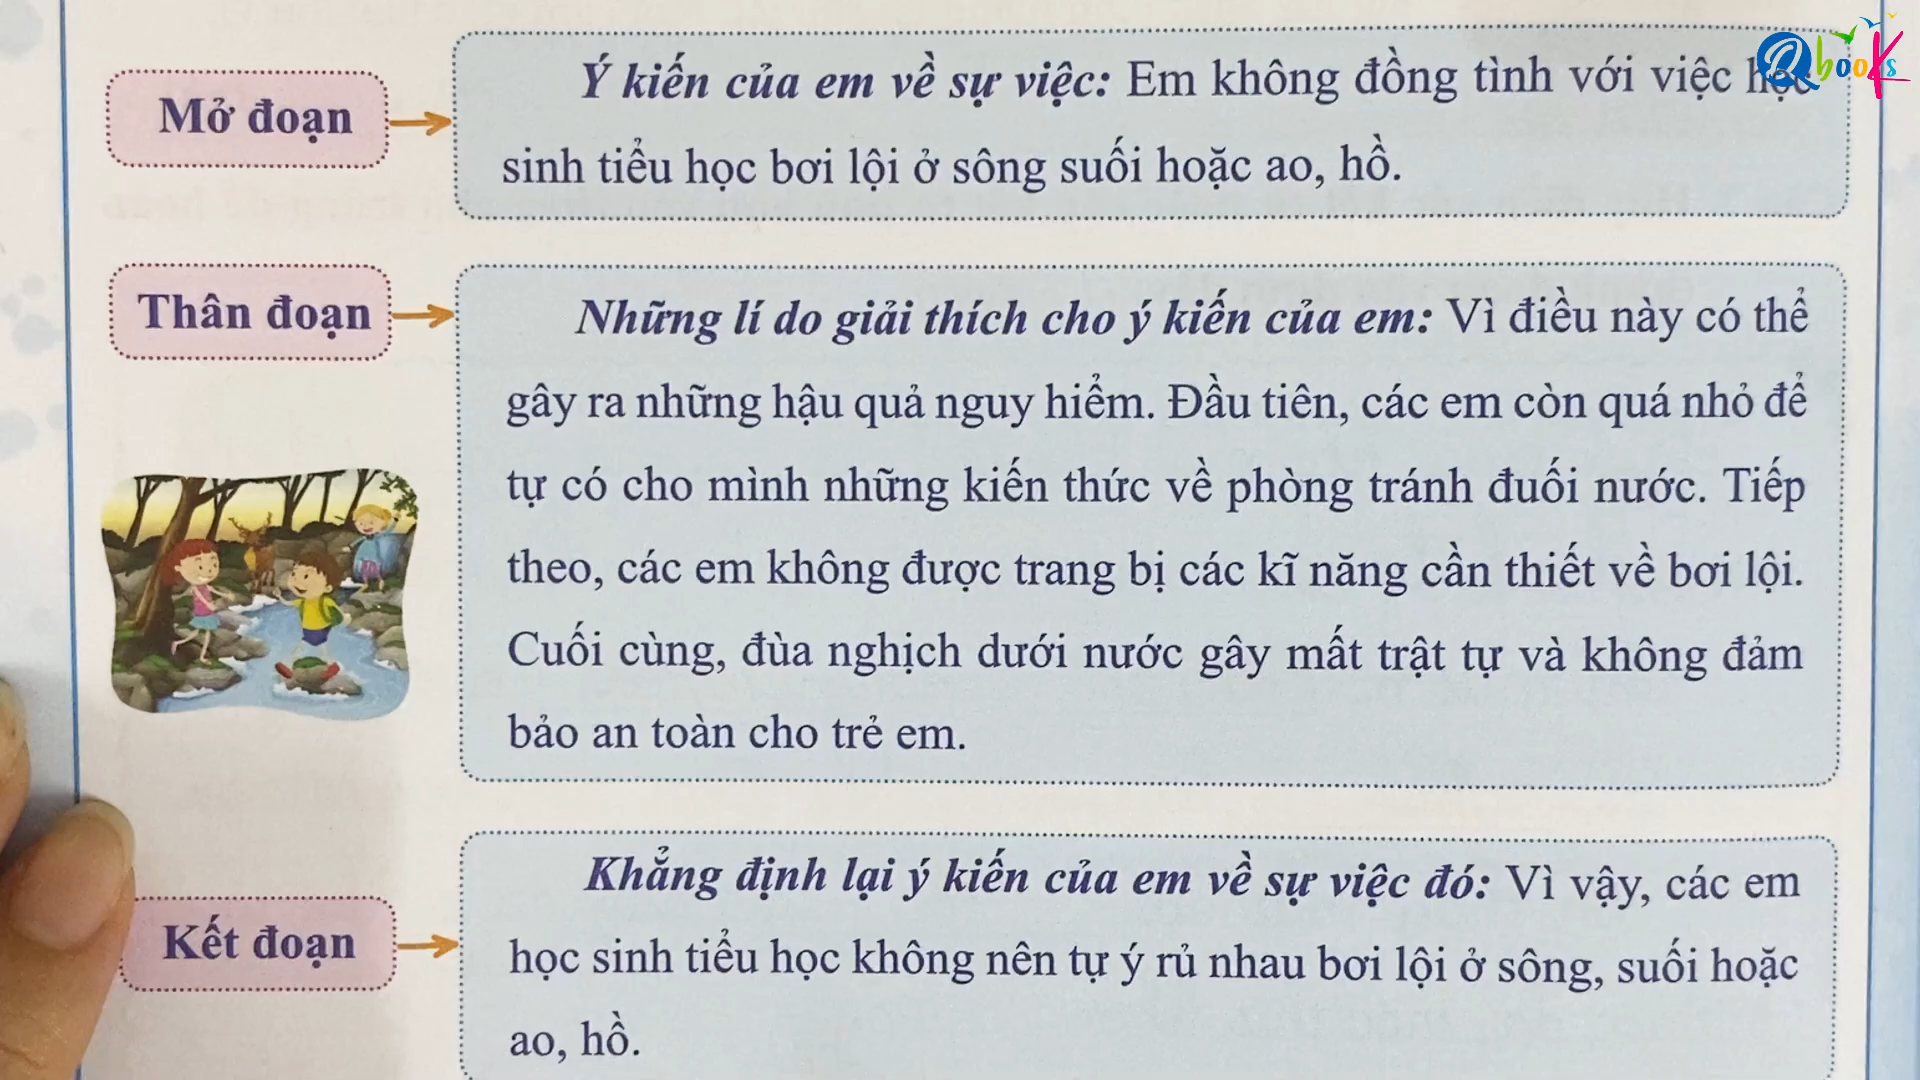 Qbooks
Mở đoạn
Ý kiến của em về sự việc: Em không đồng tình với việc học
sinh tiểu học bơi lội ở sông suối hoặc ao, hồ.
Thân đoạn
Những lí do giải thích cho ý kiến của em: Vì điều này có thể
gây ra những hậu quả nguy hiểm. Đầu tiên, các em còn quá nhỏ để
tự có cho mình những kiến thức về phòng tránh đuối nước. Tiếp
theo, các em không được trang bị các kĩ năng cần thiết về bơi lội.
Cuối cùng, đùa nghịch dưới nước gây mất trật tự và không đảm
bảo an toàn cho trẻ em.
Kết đoạn
Khẳng định lại ý kiến của em về sự việc đó: Vì vậy, các em
học sinh tiểu học không nên tự ý rủ nhau bơi lội ở sông, suối hoặc
ao, hồ.